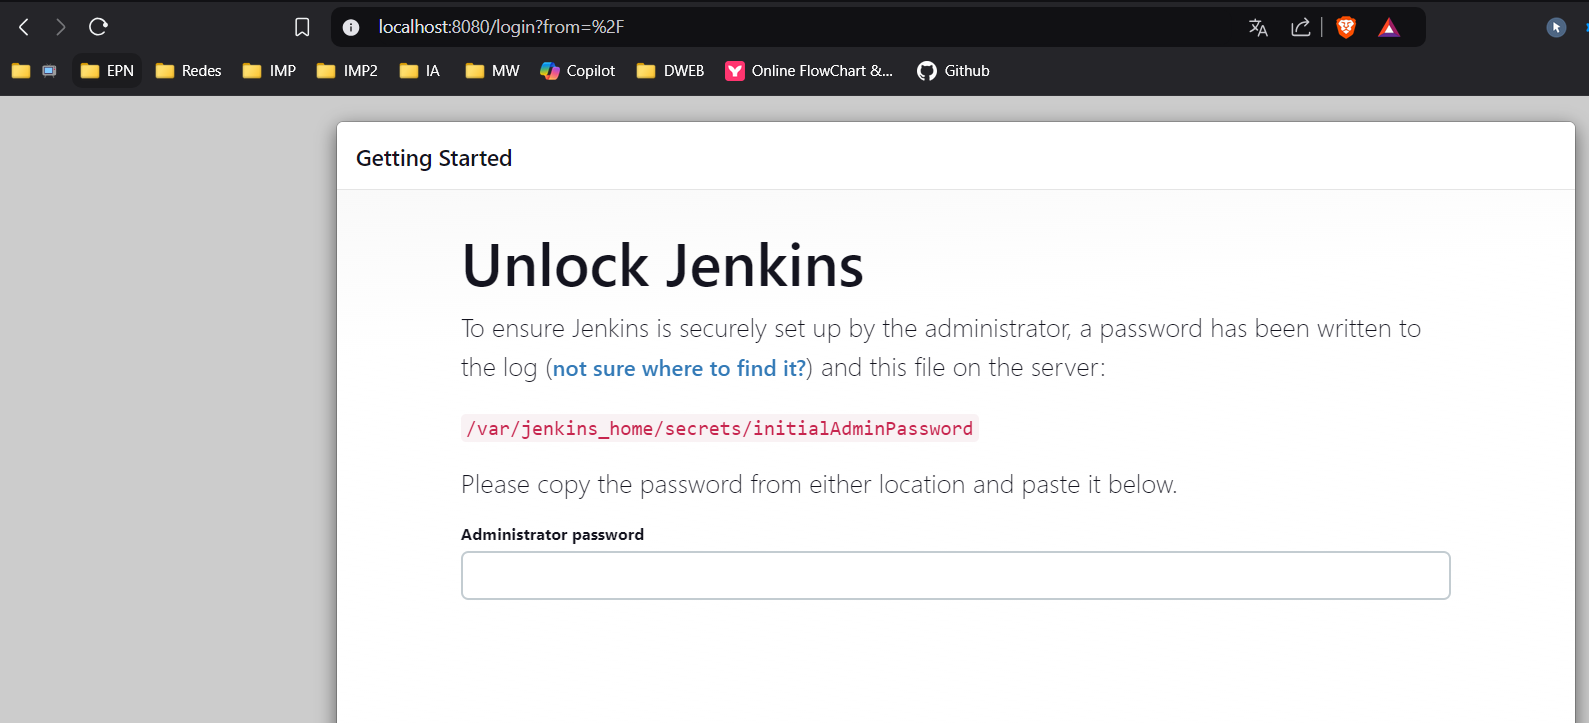 localhost:8080/login?from=%2F
EPN Redes IMP IMP2 IA MW Copilot DWEB Online FlowChart &... Github
Getting Started
Unlock Jenkins
To ensure Jenkins is securely set up by the administrator, a password has been written to
the log (not sure where to find it?) and this file on the server:
/var/jenkins_home/secrets/initialAdminPassword
Please copy the password from either location and paste it below.
Administrator password